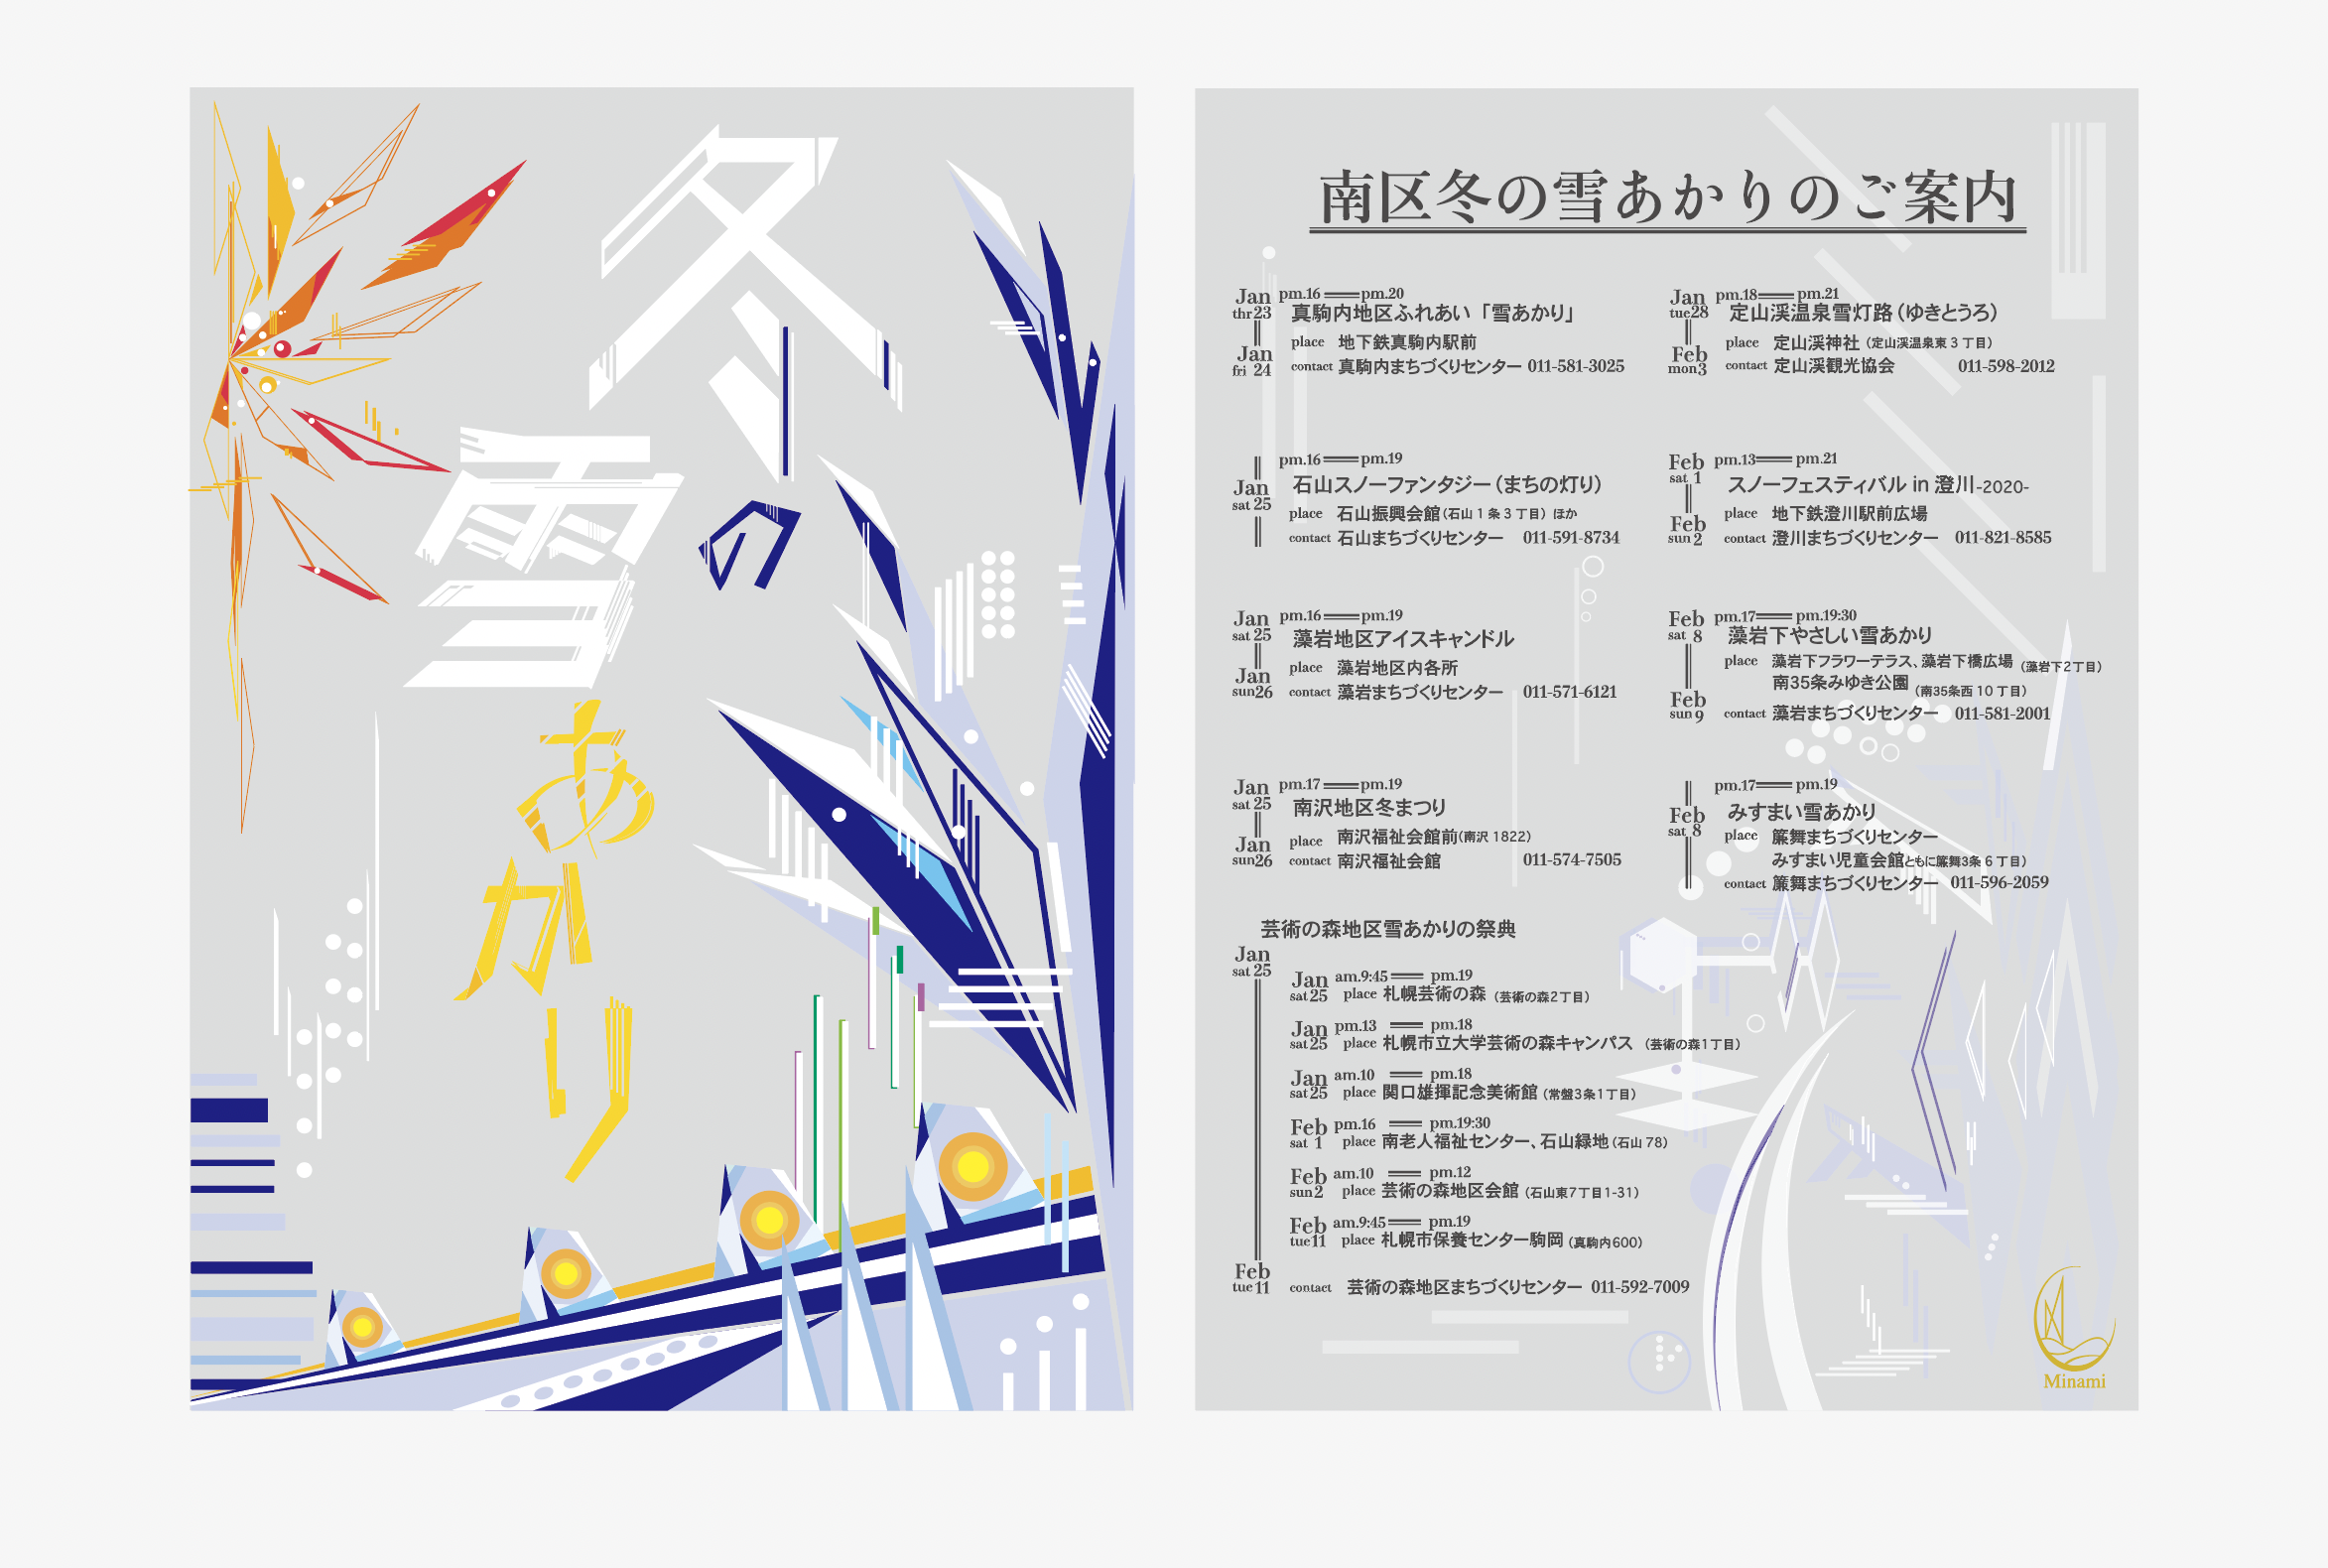 冬の
雪
あかり
南区冬の雪あかりのご案内
Jan thr23 Jan fri 24
pm.16 pm.20
真駒内地区ふれあい「雪あかり」
place 地下鉄真駒内駅前
contact 真駒内まちづくりセンター 011-581-3025
Jan sat 25
pm.16 pm.19
石山スノーファンタジー(まちの灯り)
place 石山振興会館(石山1条3丁目) ほか
contact 石山まちづくりセンター 011-591-8734
Jan sat 25 Jan sun26
pm.16 pm.19
藻岩地区アイスキャンドル
place 藻岩地区内各所
contact 藻岩まちづくりセンター 011-571-6121
Jan sat 25 Jan sun26
pm.17 pm.19
南沢地区冬まつり
place 南沢福祉会館前(南沢 1822)
contact 南沢福祉会館 011-574-7505
Jan tue28 Feb mon3
pm.18 pm.21
定山渓温泉雪灯路(ゆきとうろ)
place 定山渓神社(定山渓温泉東3丁目)
contact 定山渓観光協会 011-598-2012
Feb sat 1 Feb sun 2
pm.13 pm.21
スノーフェスティバル in 澄川-2020-
place 地下鉄澄川駅前広場
contact 澄川まちづくりセンター 011-821-8585
Feb sat 8 Feb sun 9
pm.17 pm.19:30
藻岩下やさしい雪あかり
place 藻岩下フラワーテラス、藻岩下橋広場 (藻岩下2丁目)
南35条みゆき公園 (南35条西10丁目)
contact 藻岩まちづくりセンター 011-581-2001
Feb sat 8
pm.17 pm.19
みすまい雪あかり
place 簾舞まちづくりセンター
みすまい児童会館ともに簾舞3条6丁目)
contact 簾舞まちづくりセンター 011-596-2059
芸術の森地区雪あかりの祭典
Jan sat 25
Jan sat25 am.9:45 pm.19
place 札幌芸術の森 (芸術の森2丁目)
Jan sat25 pm.13 pm.18
place 札幌市立大学芸術の森キャンパス (芸術の森1丁目)
Jan sat25 am.10 pm.18
place 関口雄揮記念美術館 (常盤3条1丁目)
Feb sat 1 pm.16 pm.19:30
place 南老人福祉センター、石山緑地(石山 78)
Feb sun2 am.10 pm.12
place 芸術の森地区会館 (石山東7丁目1-31)
Feb tue11 am.9:45 pm.19
place 札幌市保養センター駒岡 (真駒内600)
Feb tue11
contact 芸術の森地区まちづくりセンター 011-592-7009
Minami